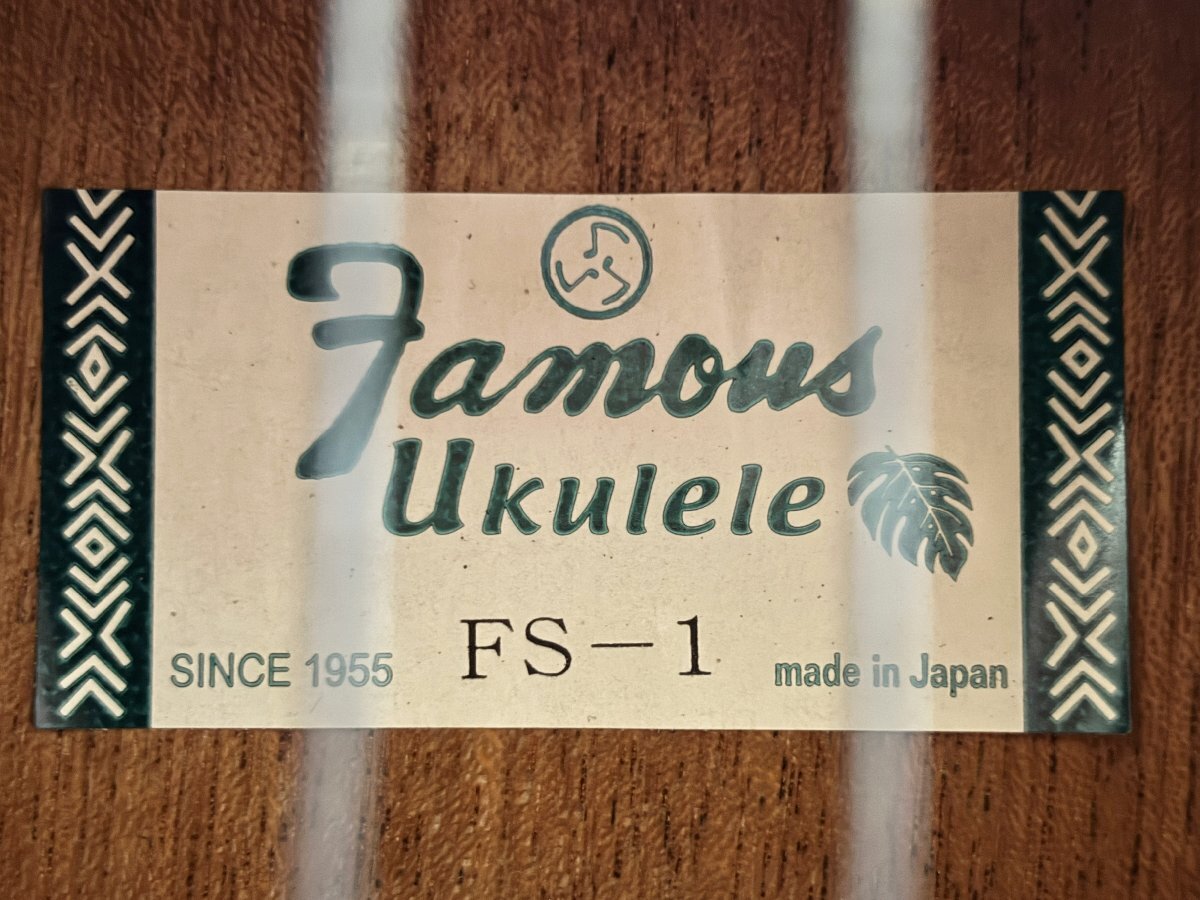 Famous
Ukulele
FS-1
SINCE 1955
made in Japan